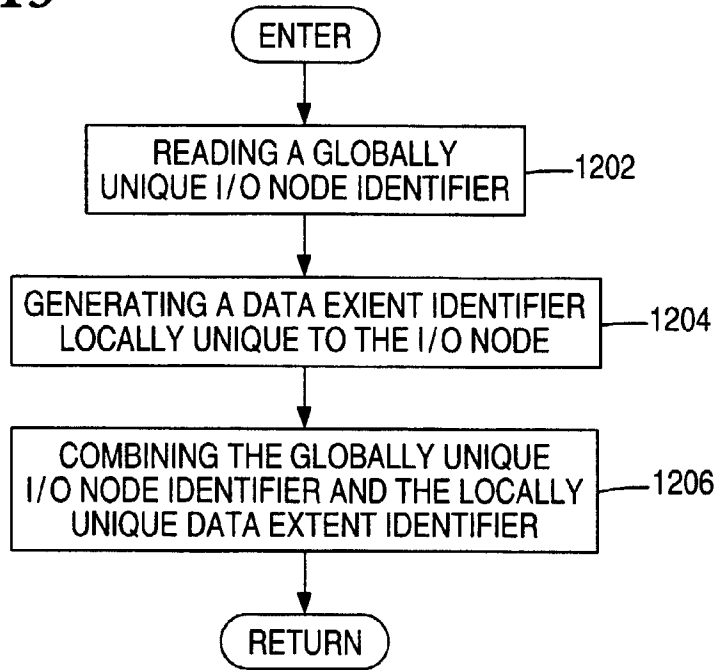 ENTER
READING A GLOBALLY
UNIQUE I/O NODE IDENTIFIER
1202
GENERATING A DATA EXIENT IDENTIFIER
LOCALLY UNIQUE TO THE I/O NODE
1204
COMBINING THE GLOBALLY UNIQUE
I/O NODE IDENTIFIER AND THE LOCALLY
UNIQUE DATA EXTENT IDENTIFIER
1206
RETURN